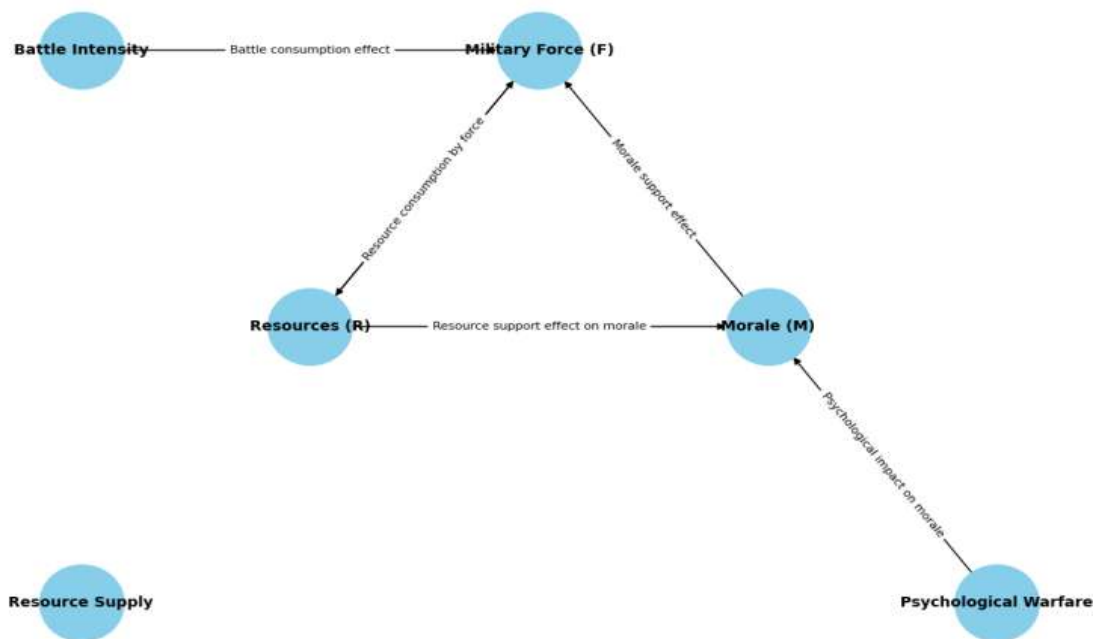 Battle Intensity
Battle consumption effect
Military Force (F)
Resource consumption by force
Morale support effect
Resources (R)
Resource support effect on morale
Morale (M)
Psychological impact on morale
Resource Supply
Psychological Warfare